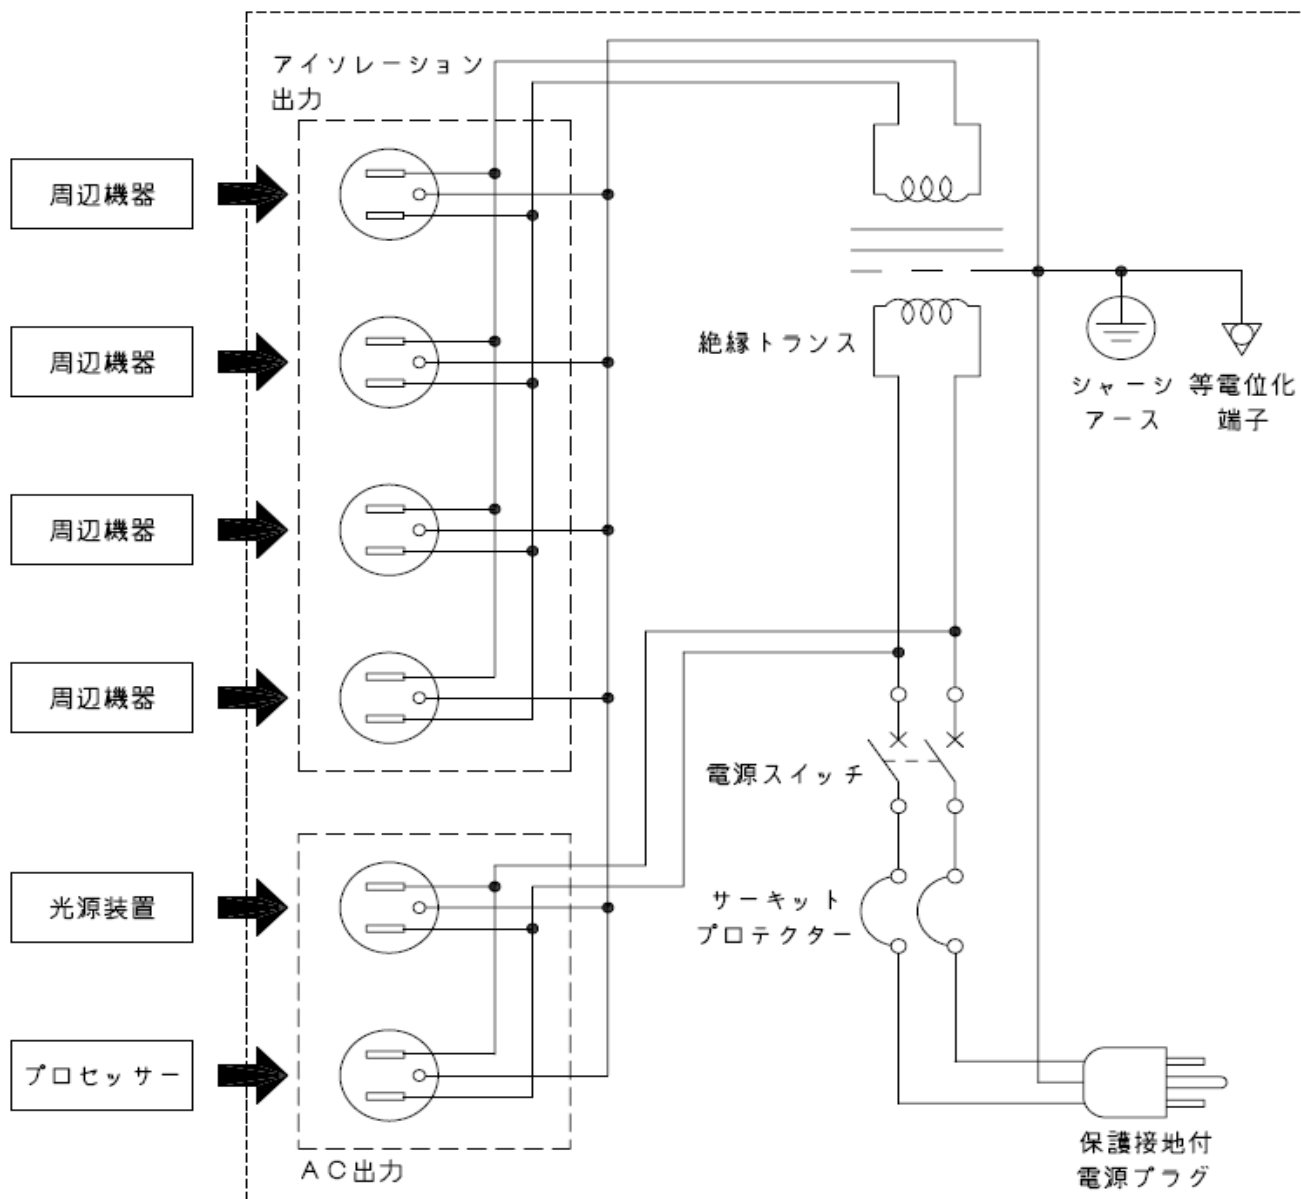 アイソレーション
出力
周辺機器
周辺機器
絶縁トランス
シャーシ
アース
等電位化
端子
周辺機器
周辺機器
電源スイッチ
光源装置
サーキット
プロテクター
プロセッサー
AC出力
保護接地付
電源プラグ